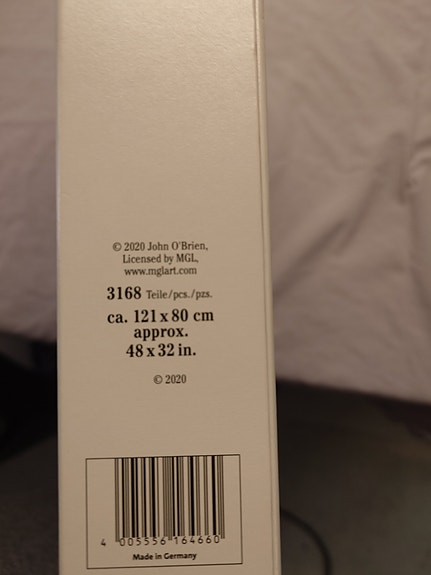 © 2020 John O'Brien,
Licensed by MGL,
www.mglart.com
3168 Teile/pcs./pzs.
ca. 121 x 80 cm
approx.
48 x 32 in.
© 2020
4 005556 164660
Made in Germany